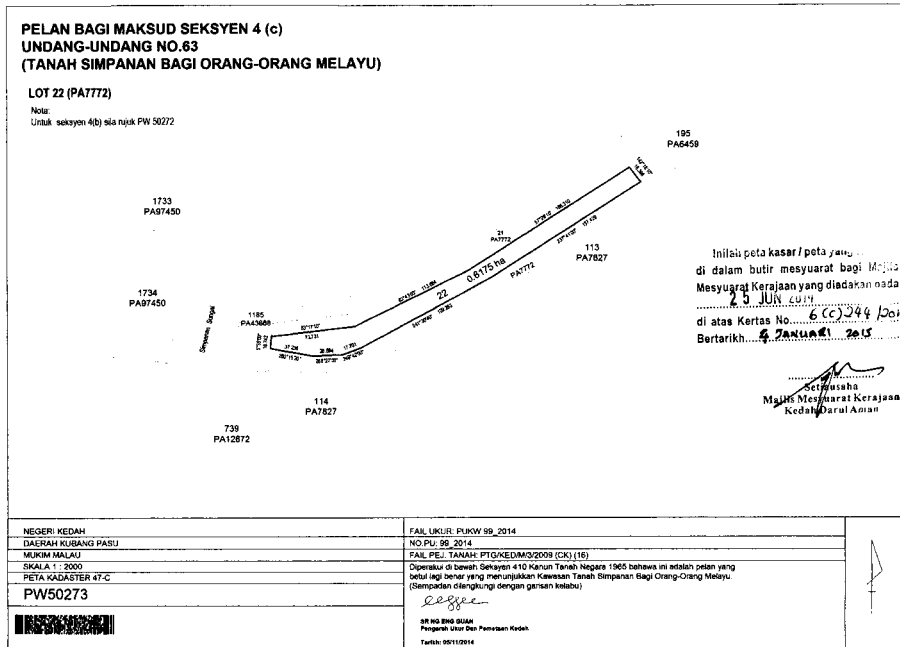 PELAN BAGI MAKSUD SEKSYEN 4 (c)
UNDANG-UNDANG NO.63
(TANAH SIMPANAN BAGI ORANG-ORANG MELAYU)
LOT 22 (PA7772)
Nota:
Untuk seksyen 4(b) sila rujuk PW 50272
195
PA6459
1733
PA97450
21
PA7772
113
PA7827
22 0.6175 ha
PA7772
1734
PA97450
Simpanan Sungai
1185
PA43668
114
PA7827
739
PA12672
Inilah peta kasar / peta yang
di dalam butir mesyuarat bagi Majlis
Mesyuarat Kerajaan yang diadakan pada
25 JUN 2014
di atas Kertas No. 6(c)244
Bertarikh 4 JANUARI 2015
Setiausaha
Majlis Mesyuarat Kerajaan
Kedah Darul Aman
NEGERI KEDAH
DAERAH KUBANG PASU
MUKIM MALAU
SKALA 1 : 2000
PETA KADASTER 47-C
PW50273
FAIL UKUR: PUKW 99_2014
NO.PU: 99_2014
FAIL PEJ. TANAH: PTG/KED/M/3/2009 (CK) (16)
Diperakui di bawah Seksyen 410 Kanun Tanah Negara 1965 bahawa ini adalah pelan yang
betul lagi benar yang menunjukkan Kawasan Tanah Simpanan Bagi Orang-Orang Melayu.
(Sempadan dilengkungi dengan garisan kelabu)
SR NG ENG GUAN
Pengarah Ukur Dan Pemetaan Kedah
Tarikh: 05/11/2014